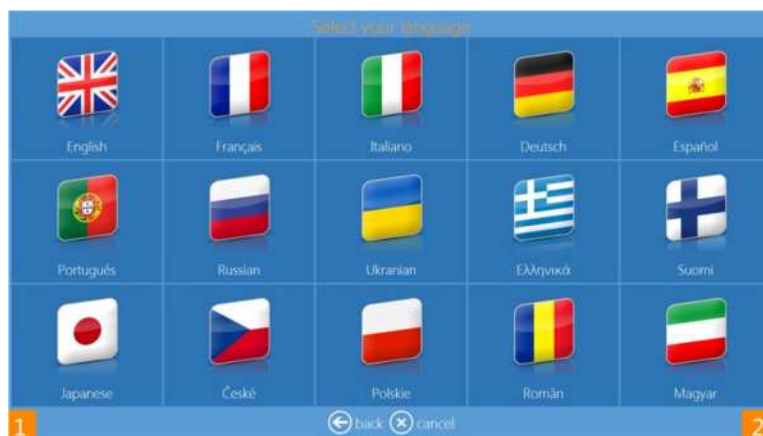 Select your language
English Français Italiano Deutsch Español
Português Russian Ukranian Ελληνικά Suomi
Japanese České Polskie Román Magyar
1 back cancel 2